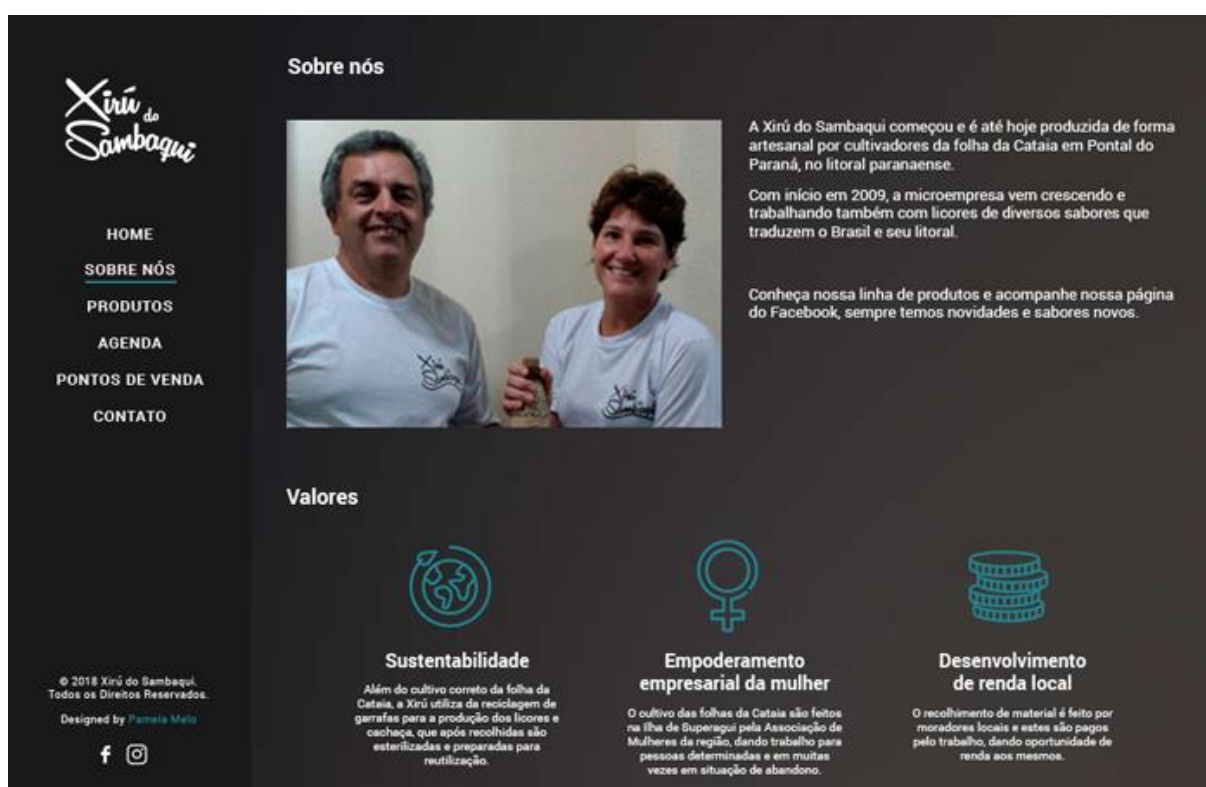 Xirú do
Sambaqui
HOME
SOBRE NÓS
PRODUTOS
AGENDA
PONTOS DE VENDA
CONTATO
© 2018 Xirú do Sambaqui.
Todos os Direitos Reservados.
Designed by Pamela Melo
Sobre nós
Xirú
Sambaqui
Xirú
Sambaqui
A Xirú do Sambaqui começou e é até hoje produzida de forma
artesanal por cultivadores da folha da Cataia em Pontal do
Paraná, no litoral paranaense.
Com início em 2009, a microempresa vem crescendo e
trabalhando também com licores de diversos sabores que
traduzem o Brasil e seu litoral.
Conheça nossa linha de produtos e acompanhe nossa página
do Facebook, sempre temos novidades e sabores novos.
Valores
Sustentabilidade
Além do cultivo correto da folha da
Cataia, a Xirú utiliza da reciclagem de
garrafas para a produção dos licores e
cachaça, que após recolhidas são
esterilizadas e preparadas para
reutilização.
Empoderamento
empresarial da mulher
O cultivo das folhas da Cataia são feitos
na Ilha de Superagui pela Associação de
Mulheres da região, dando trabalho para
pessoas determinadas e em muitas
vezes em situação de abandono.
Desenvolvimento
de renda local
O recolhimento de material é feito por
moradores locais e estes são pagos
pelo trabalho, dando oportunidade de
renda aos mesmos.